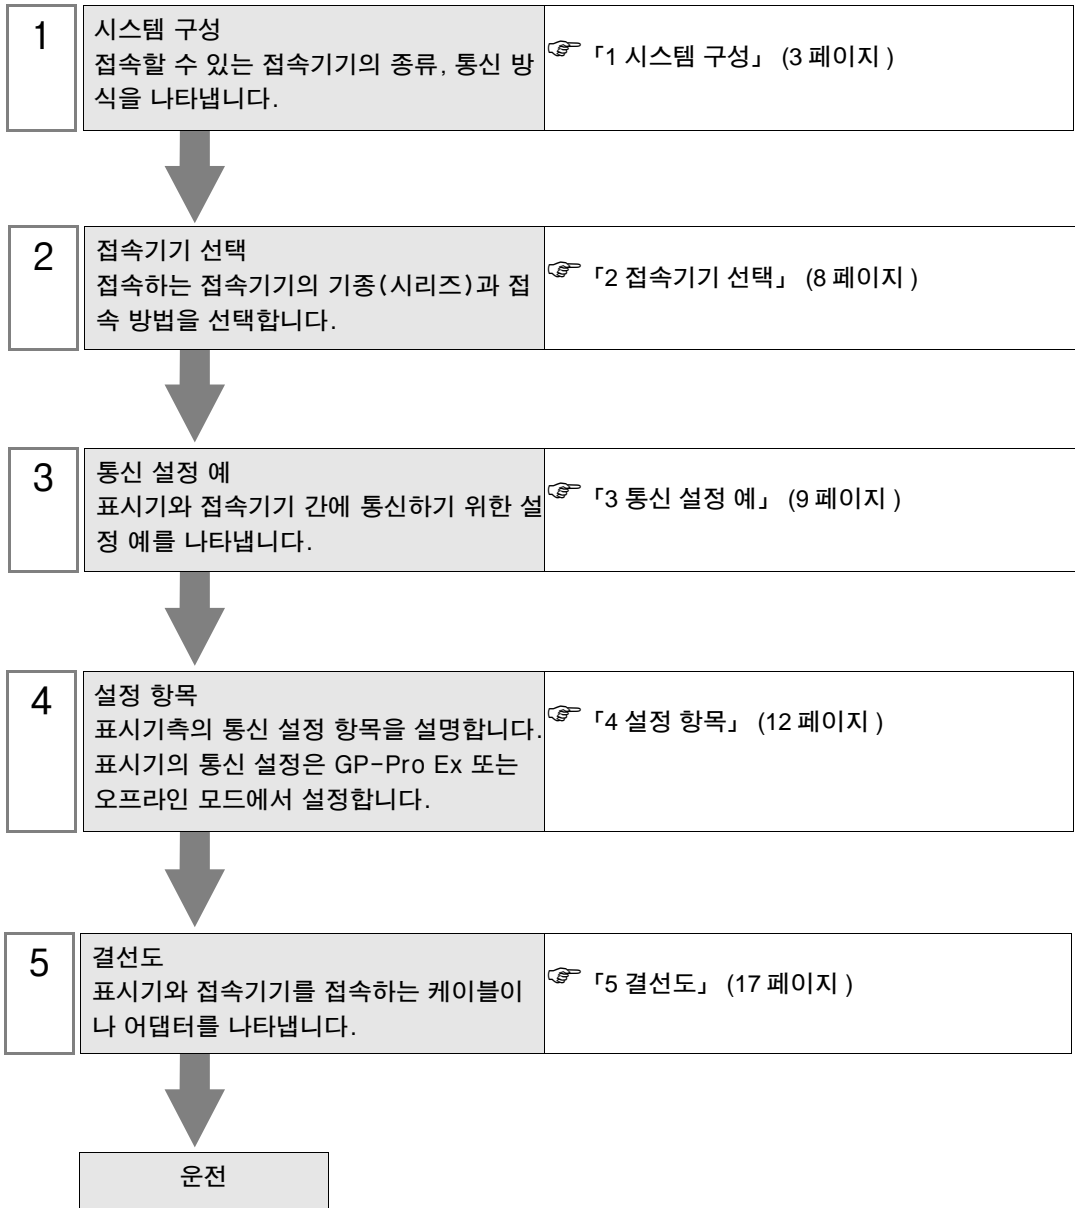 1
시스템 구성
접속할 수 있는 접속기기의 종류, 통신 방
식을 나타냅니다.
☞ 「1 시스템 구성」 (3 페이지 )
2
접속기기 선택
접속하는 접속기기의 기종(시리즈)과 접
속 방법을 선택합니다.
☞ 「2 접속기기 선택」 (8 페이지 )
3
통신 설정 예
표시기와 접속기기 간에 통신하기 위한 설
정 예를 나타냅니다.
☞ 「3 통신 설정 예」 (9 페이지 )
4
설정 항목
표시기측의 통신 설정 항목을 설명합니다.
표시기의 통신 설정은 GP-Pro Ex 또는
오프라인 모드에서 설정합니다.
☞ 「4 설정 항목」 (12 페이지 )
5
결선도
표시기와 접속기기를 접속하는 케이블이
나 어댑터를 나타냅니다.
☞ 「5 결선도」 (17 페이지 )
운전